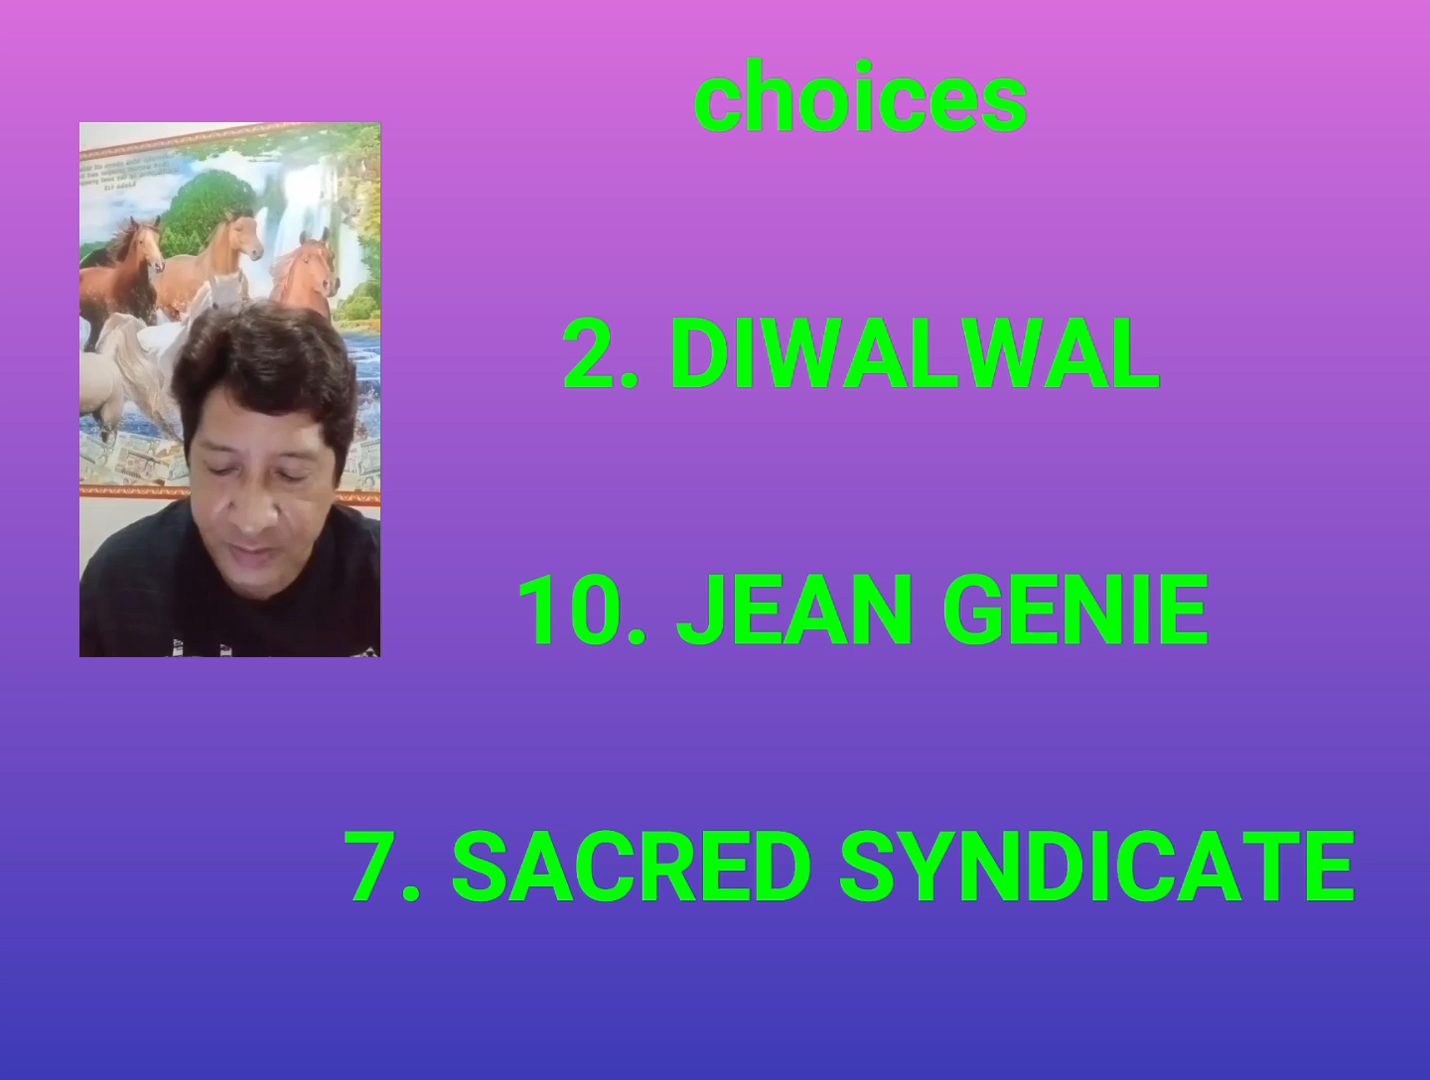 choices
2. DIWALWAL
10. JEAN GENIE
7. SACRED SYNDICATE